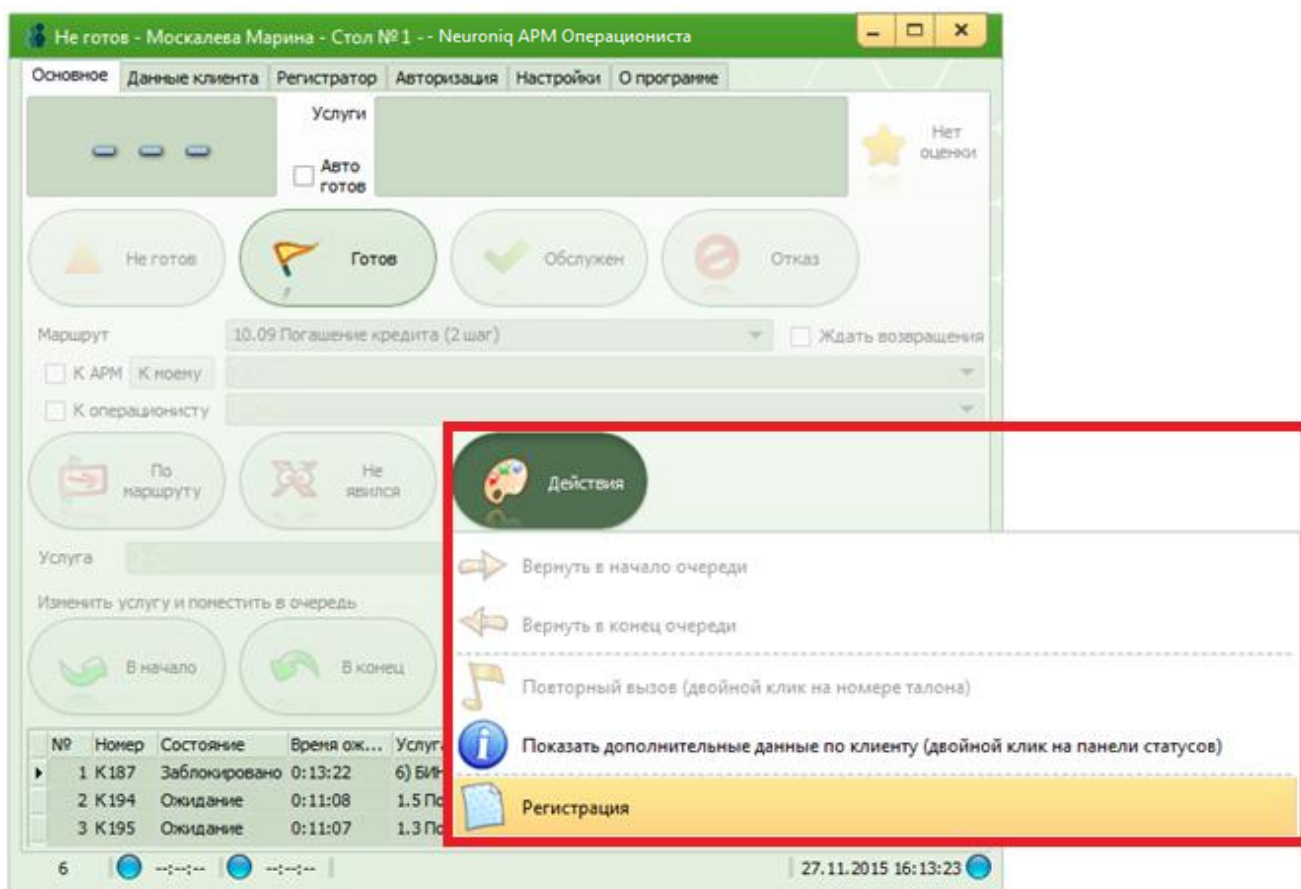 Не готов - Москалева Марина - Стол №1 - - Neuroniq АРМ Операциониста
Основное Данные клиента Регистратор Авторизация Настройки О программе
Услуги
Авто
готов
Нет
оценки
Не готов Готов Обслужен Отказ
Маршрут 10.09 Погашение кредита (2 шаг) Ждать возвращения
К АРМ К моему
К операционисту
По
маршруту
Не
явился
Действия
Услуга
Вернуть в начало очереди
Изменить услугу и поместить в очередь
Вернуть в конец очереди
В начало В конец
Повторный вызов (двойной клик на номере талона)
Показать дополнительные данные по клиенту (двойной клик на панели статусов)
Регистрация
№ Номер Состояние Время ож... Услуга
1 К187 Заблокировано 0:13:22 6) БИН
2 К194 Ожидание 0:11:08 1.5 По
3 К195 Ожидание 0:11:07 1.3 По
6 --:--:-- --:--:-- 27.11.2015 16:13:23